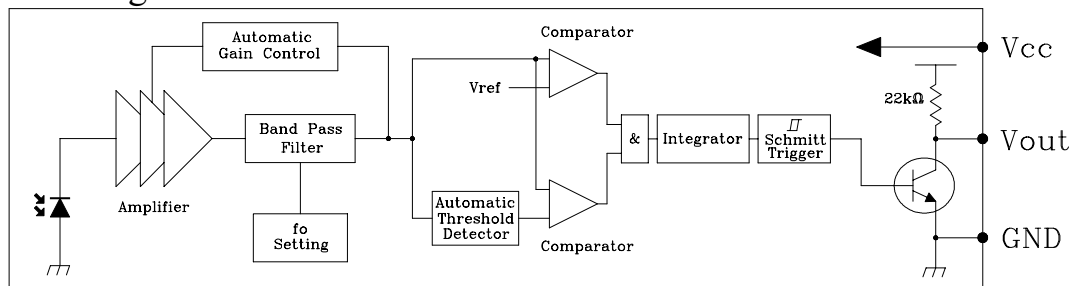 Automatic
Gain Control
Comparator
Vcc
Vref
22kΩ
Band Pass
Filter
&
Integrator
Schmitt
Trigger
Vout
Amplifier
Automatic
Threshold
Detector
fo
Setting
Comparator
GND